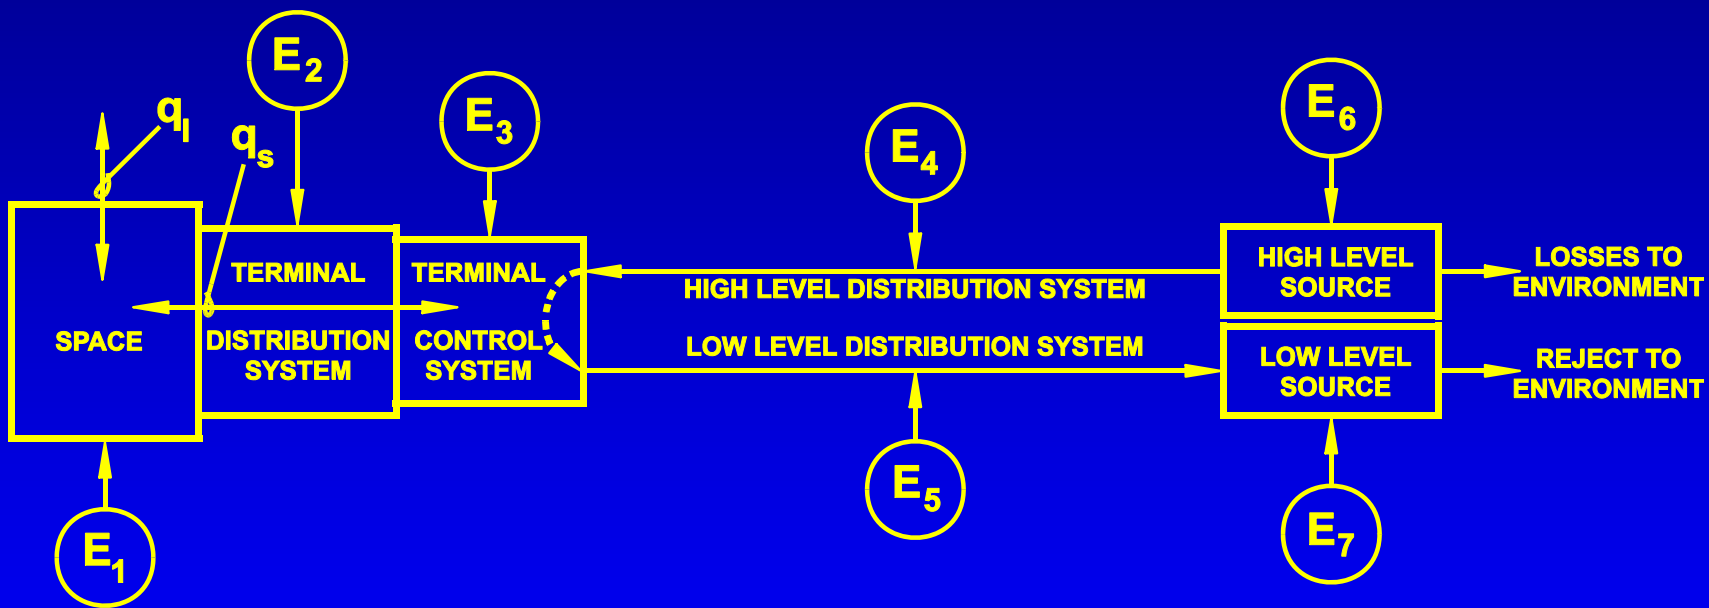 E2
E3
E4
E6
ql
qs
TERMINAL
DISTRIBUTION
SYSTEM
TERMINAL
CONTROL
SYSTEM
SPACE
HIGH LEVEL DISTRIBUTION SYSTEM
LOW LEVEL DISTRIBUTION SYSTEM
HIGH LEVEL
SOURCE
LOSSES TO
ENVIRONMENT
LOW LEVEL
SOURCE
REJECT TO
ENVIRONMENT
E1
E5
E7